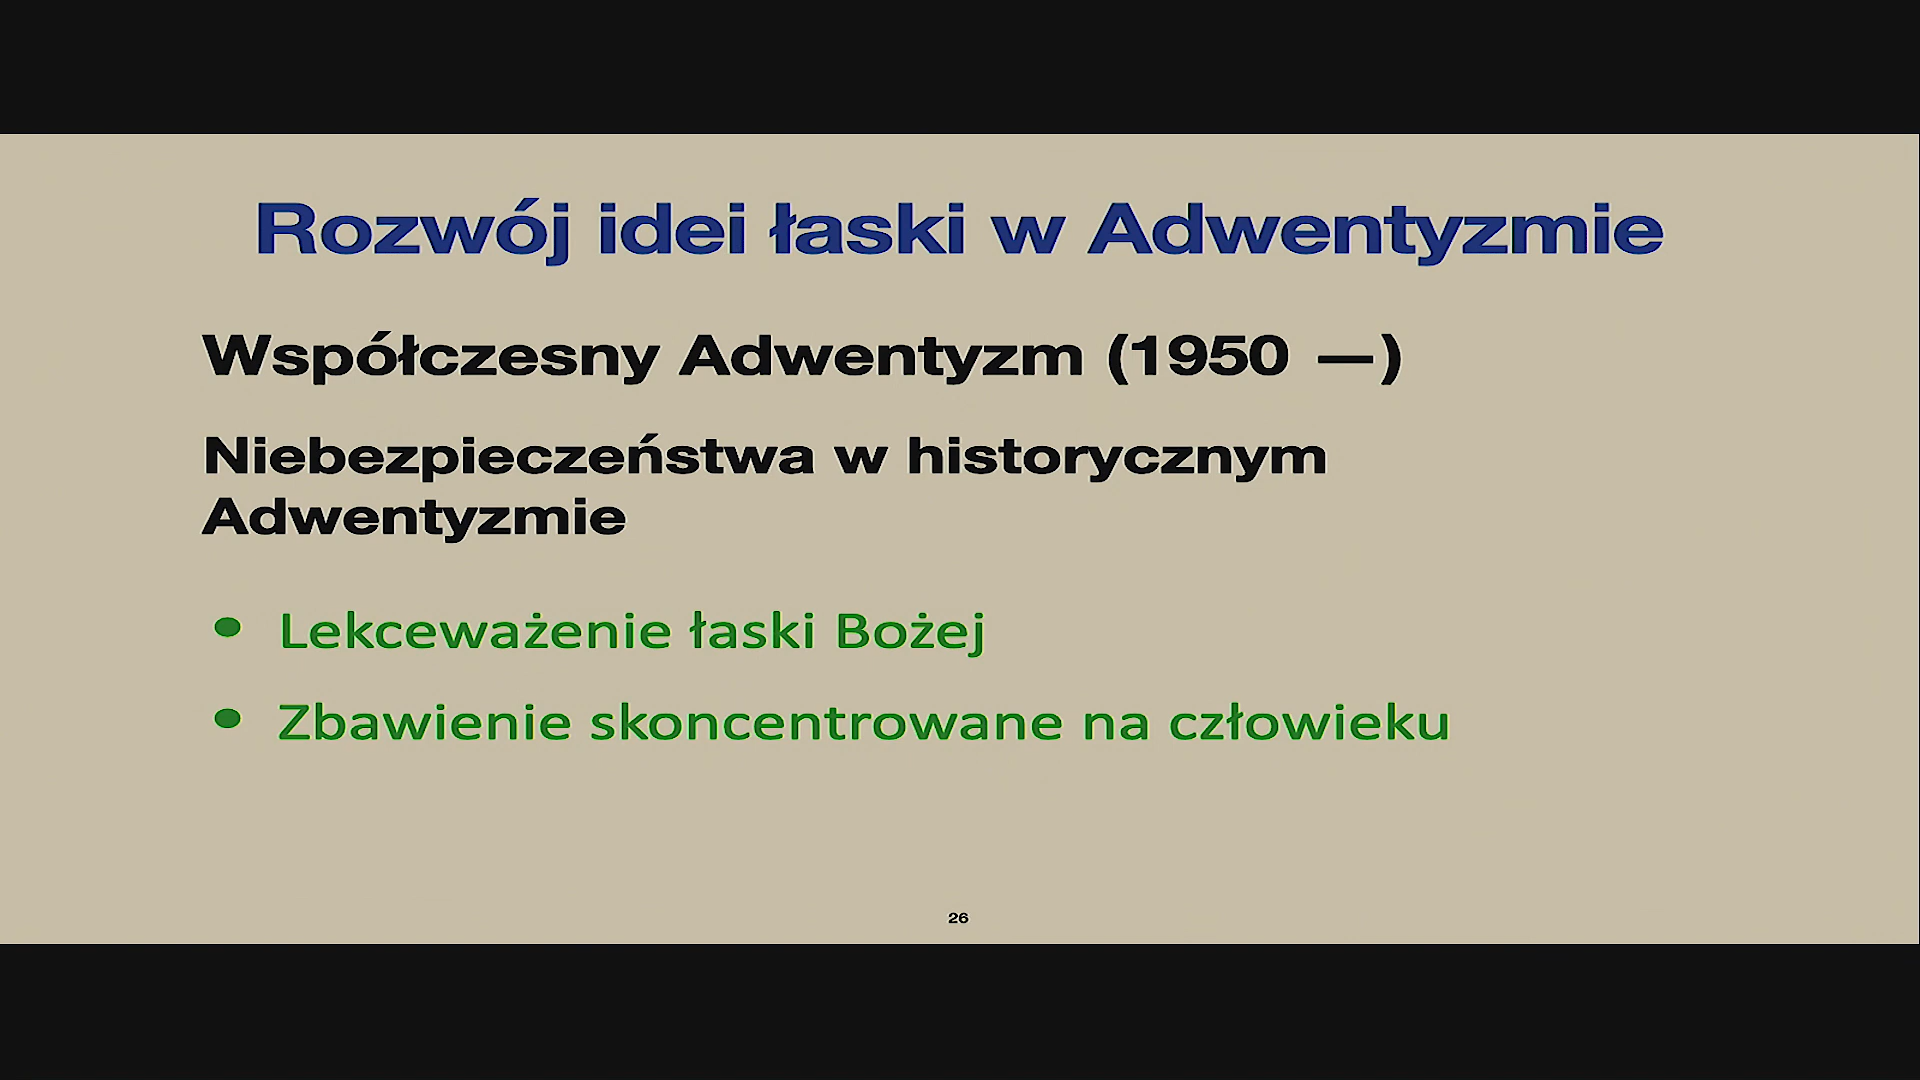 Rozwój idei łaski w Adwentyzmie
Współczesny Adwentyzm (1950 —)
Niebezpieczeństwa w historycznym
Adwentyzmie
• Lekceważenie łaski Bożej
• Zbawienie skoncentrowane na człowieku
26